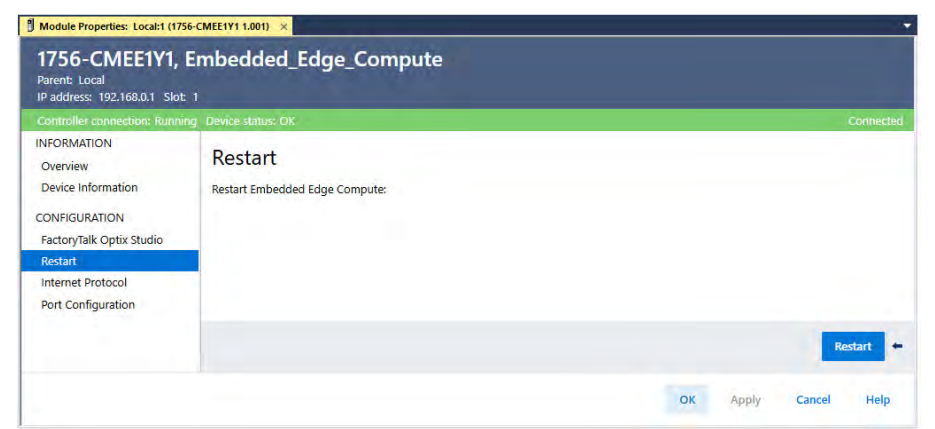 Module Properties: Local:1 (1756-CMEE1Y1 1.001) ×
1756-CMEE1Y1, Embedded_Edge_Compute
Parent: Local
IP address: 192.168.0.1 Slot: 1
Controller connection: Running Device status: OK Connected
INFORMATION
Overview
Device Information
CONFIGURATION
FactoryTalk Optix Studio
Restart
Internet Protocol
Port Configuration
Restart
Restart Embedded Edge Compute:
Restart
OK Apply Cancel Help